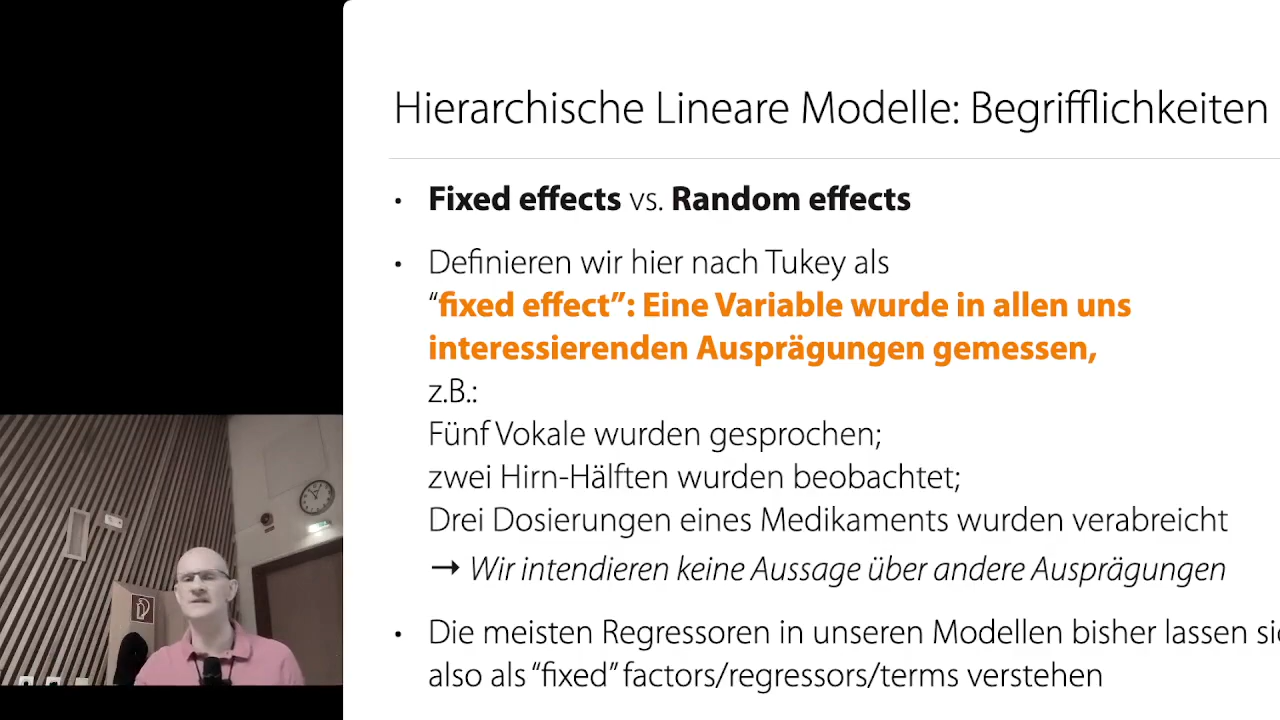 Hierarchische Lineare Modelle: Begrifflichkeiten
• Fixed effects vs. Random effects
• Definieren wir hier nach Tukey als
“fixed effect”: Eine Variable wurde in allen uns
interessierenden Ausprägungen gemessen,
z.B.:
Fünf Vokale wurden gesprochen;
zwei Hirn-Hälften wurden beobachtet;
Drei Dosierungen eines Medikaments wurden verabreicht
→ Wir intendieren keine Aussage über andere Ausprägungen
• Die meisten Regressoren in unseren Modellen bisher lassen
also als “fixed” factors/regressors/terms verstehen